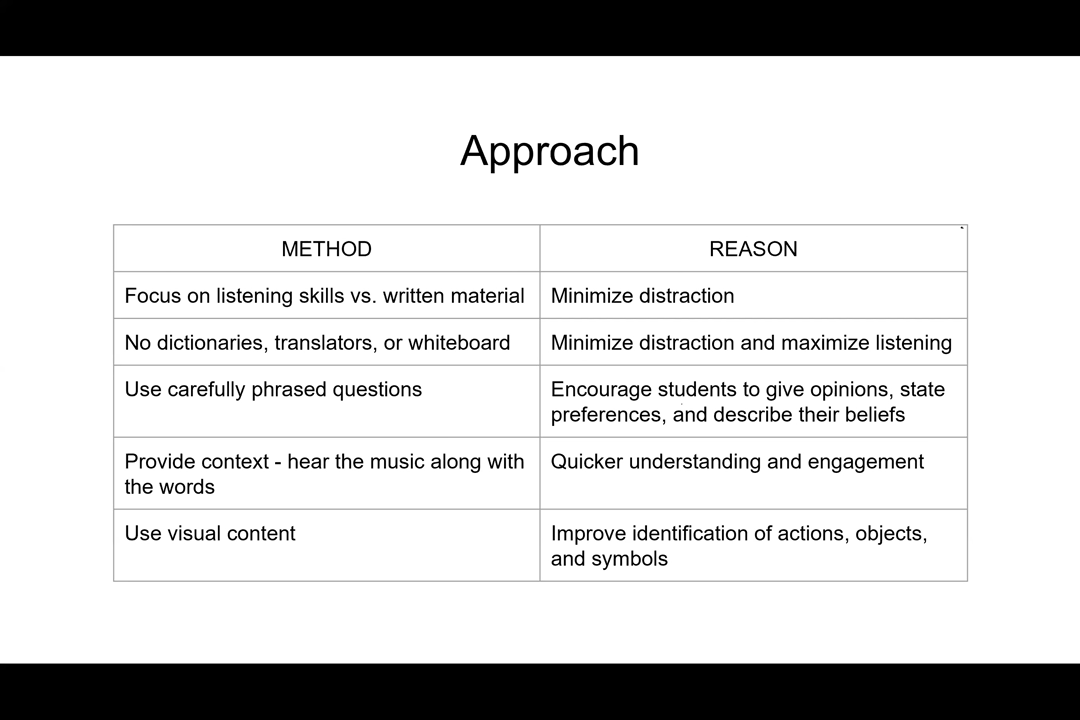 Approach
METHOD
REASON
Focus on listening skills vs. written material
Minimize distraction
No dictionaries, translators, or whiteboard
Minimize distraction and maximize listening
Use carefully phrased questions
Encourage students to give opinions, state
preferences, and describe their beliefs
Provide context - hear the music along with
the words
Quicker understanding and engagement
Use visual content
Improve identification of actions, objects,
and symbols